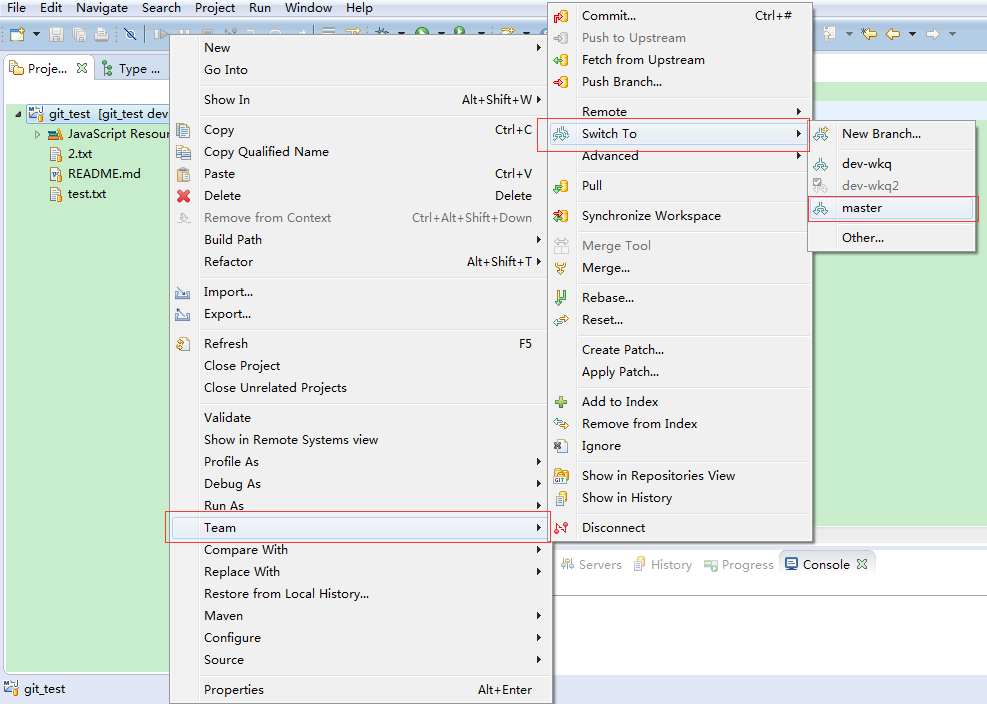 File Edit Navigate Search Project Run Window Help
Proje...
Type ...
git_test [git_test dev
JavaScript Resour
2.txt
README.md
test.txt
New
Go Into
Show In Alt+Shift+W
Copy Ctrl+C
Copy Qualified Name
Paste Ctrl+V
Delete Delete
Remove from Context Ctrl+Alt+Shift+Down
Build Path
Refactor Alt+Shift+T
Import...
Export...
Refresh F5
Close Project
Close Unrelated Projects
Validate
Show in Remote Systems view
Profile As
Debug As
Run As
Team
Compare With
Replace With
Restore from Local History...
Maven
Configure
Source
Properties Alt+Enter
Commit... Ctrl+#
Push to Upstream
Fetch from Upstream
Push Branch...
Remote
Switch To
Advanced
Pull
Synchronize Workspace
Merge Tool
Merge...
Rebase...
Reset...
Create Patch...
Apply Patch...
Add to Index
Remove from Index
Ignore
Show in Repositories View
Show in History
Disconnect
New Branch...
dev-wkq
dev-wkq2
master
Other...
Servers History Progress Console
git_test